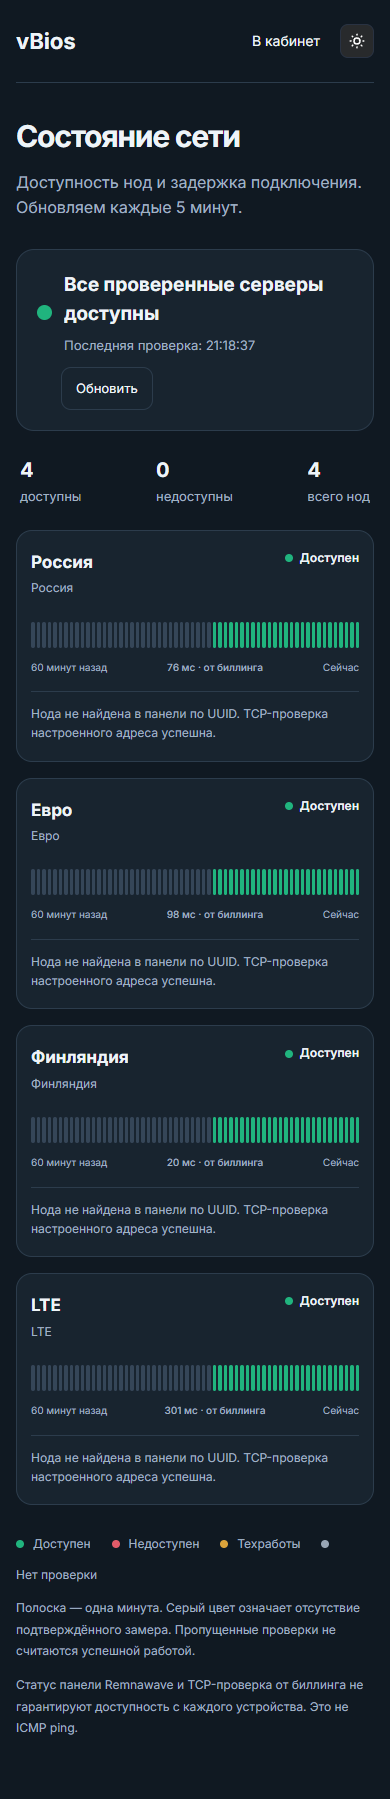 vBios
В кабинет
Состояние сети
Доступность нод и задержка подключения.
Обновляем каждые 5 минут.
Все проверенные серверы
доступны
Последняя проверка: 21:18:37
Обновить
4 0 4
доступны недоступны всего нод
Россия Доступен
Россия
60 минут назад 76 мс · от биллинга Сейчас
Нода не найдена в панели по UUID. TCP-проверка
настроенного адреса успешна.
Евро Доступен
Евро
60 минут назад 98 мс · от биллинга Сейчас
Нода не найдена в панели по UUID. TCP-проверка
настроенного адреса успешна.
Финляндия Доступен
Финляндия
60 минут назад 20 мс · от биллинга Сейчас
Нода не найдена в панели по UUID. TCP-проверка
настроенного адреса успешна.
LTE Доступен
LTE
60 минут назад 301 мс · от биллинга Сейчас
Нода не найдена в панели по UUID. TCP-проверка
настроенного адреса успешна.
Доступен Недоступен Техработы
Нет проверки
Полоска — одна минута. Серый цвет означает отсутствие
подтверждённого замера. Пропущенные проверки не
считаются успешной работой.
Статус панели Remnawave и TCP-проверка от биллинга не
гарантируют доступность с каждого устройства. Это не
ICMP ping.